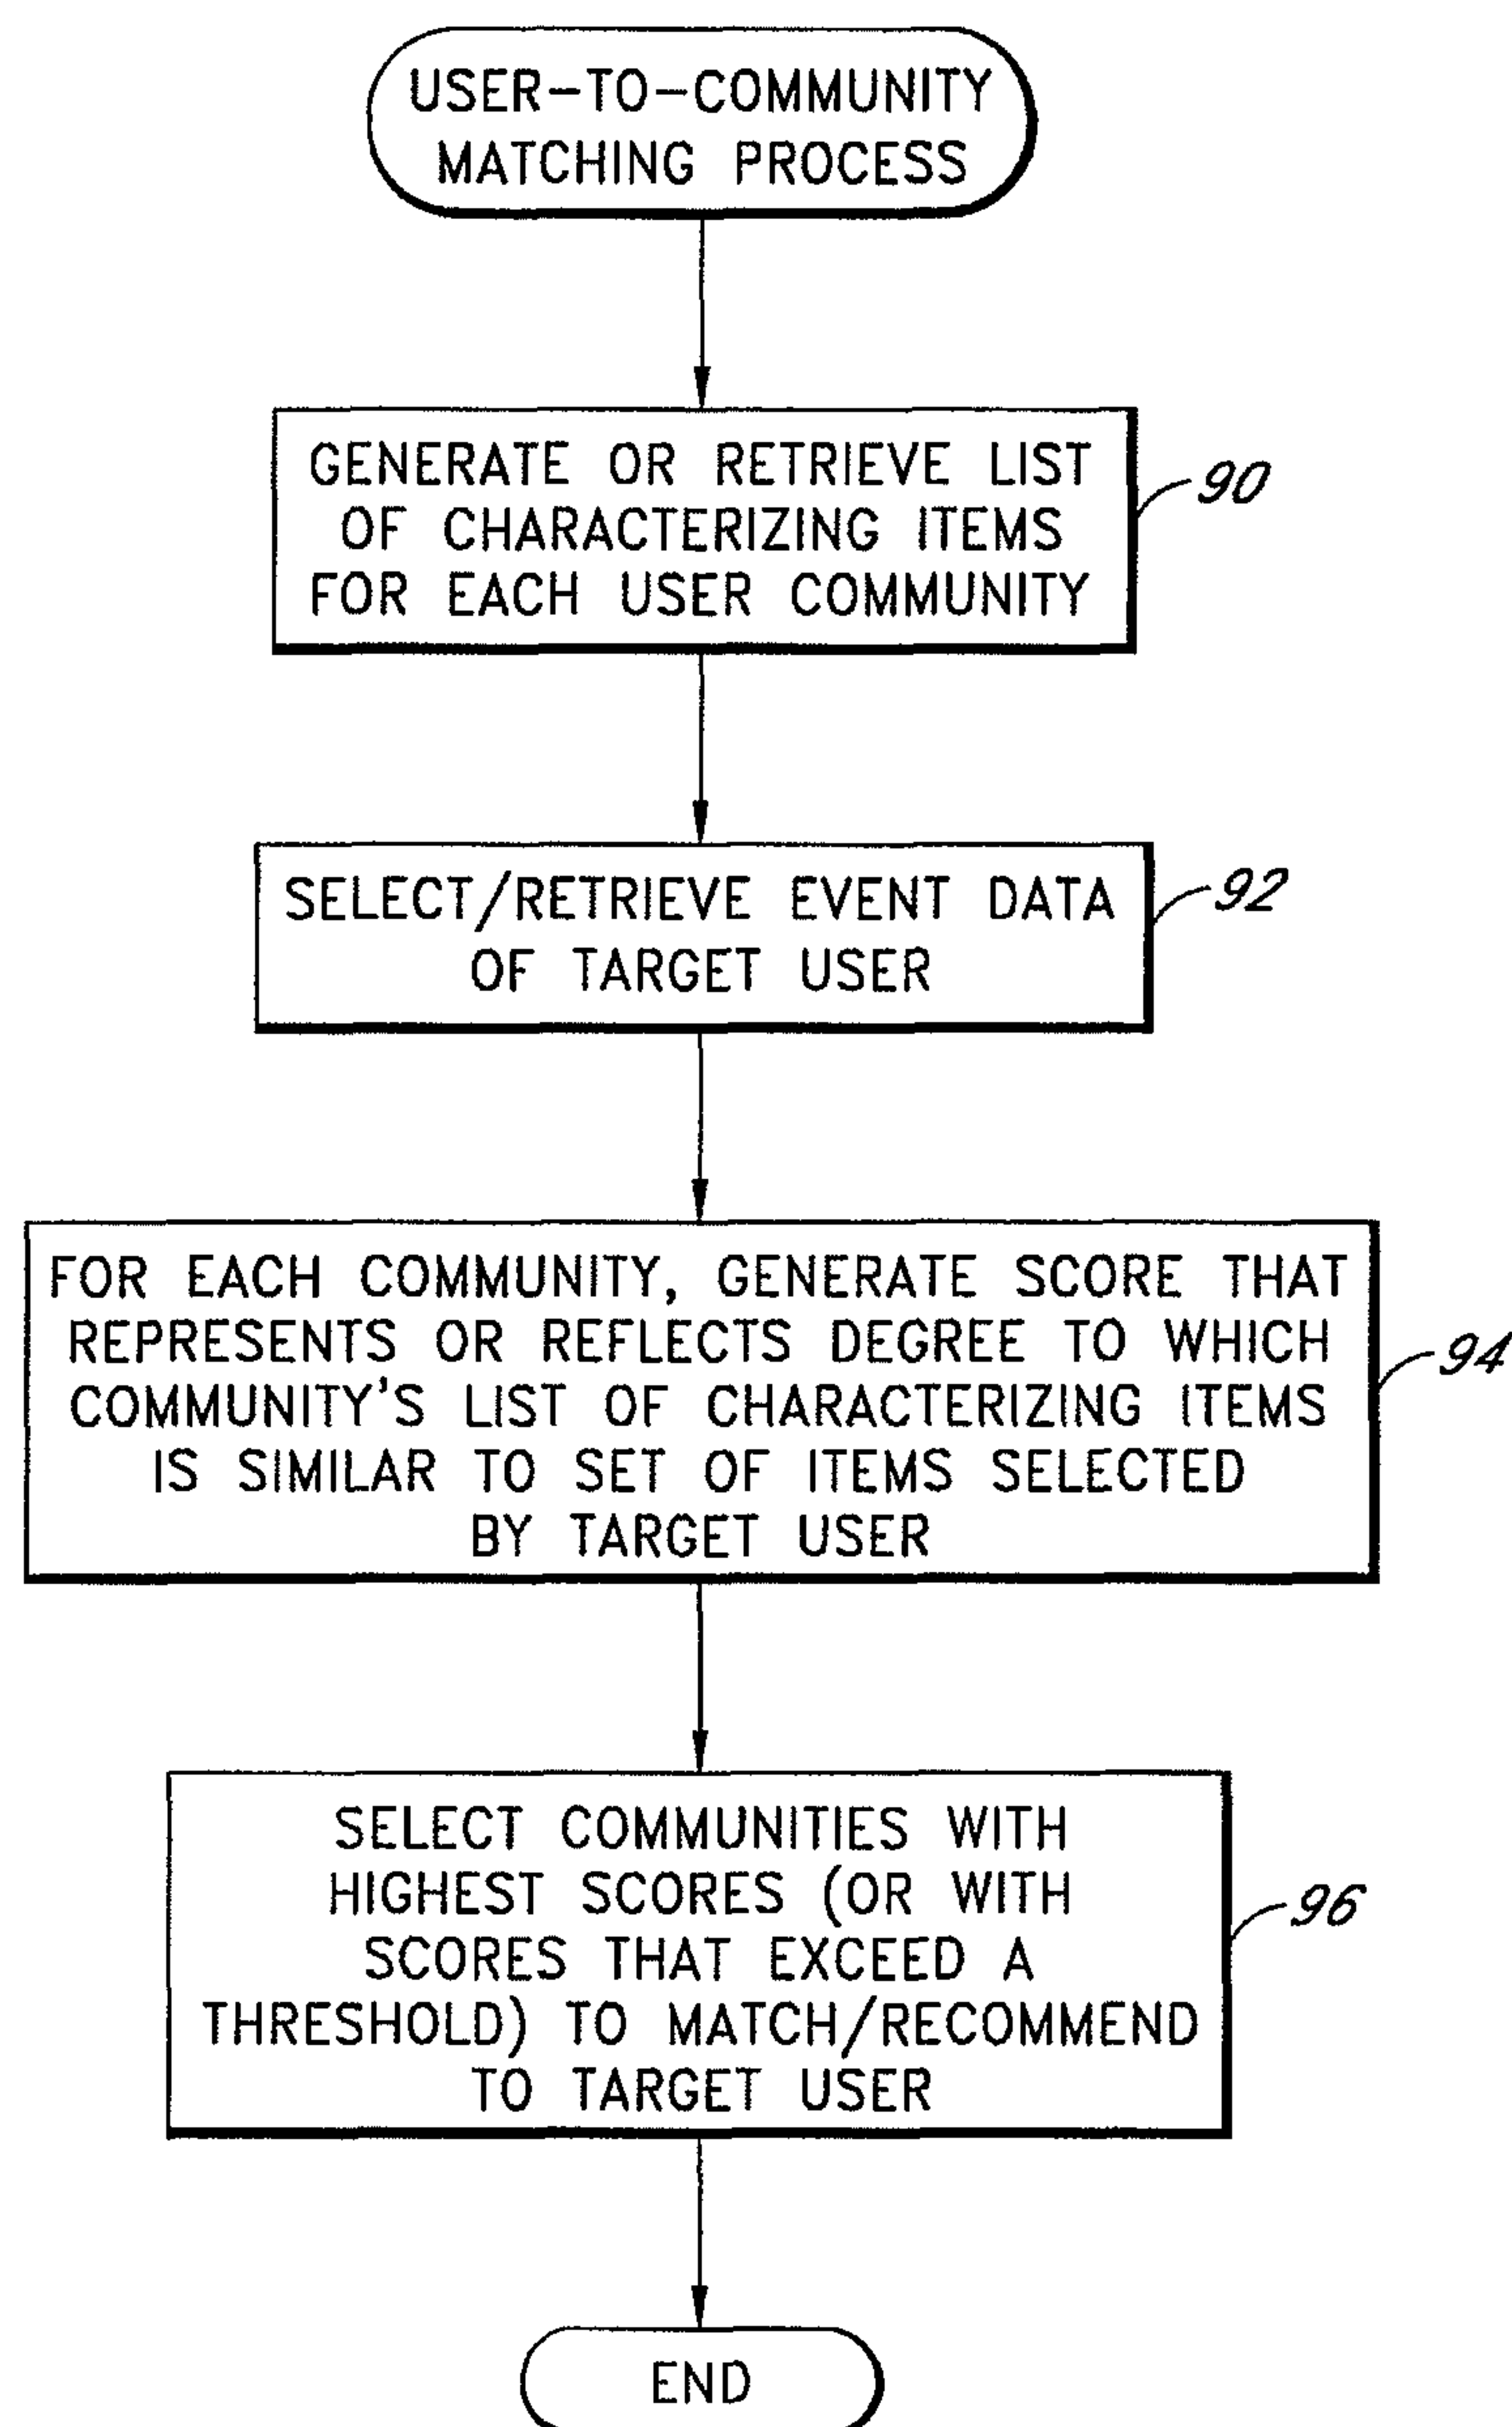 USER-TO-COMMUNITY
MATCHING PROCESS
GENERATE OR RETRIEVE LIST
OF CHARACTERIZING ITEMS
FOR EACH USER COMMUNITY
90
SELECT/RETRIEVE EVENT DATA
OF TARGET USER
92
FOR EACH COMMUNITY, GENERATE SCORE THAT
REPRESENTS OR REFLECTS DEGREE TO WHICH
COMMUNITY'S LIST OF CHARACTERIZING ITEMS
IS SIMILAR TO SET OF ITEMS SELECTED
BY TARGET USER
94
SELECT COMMUNITIES WITH
HIGHEST SCORES (OR WITH
SCORES THAT EXCEED A
THRESHOLD) TO MATCH/RECOMMEND
TO TARGET USER
96
END